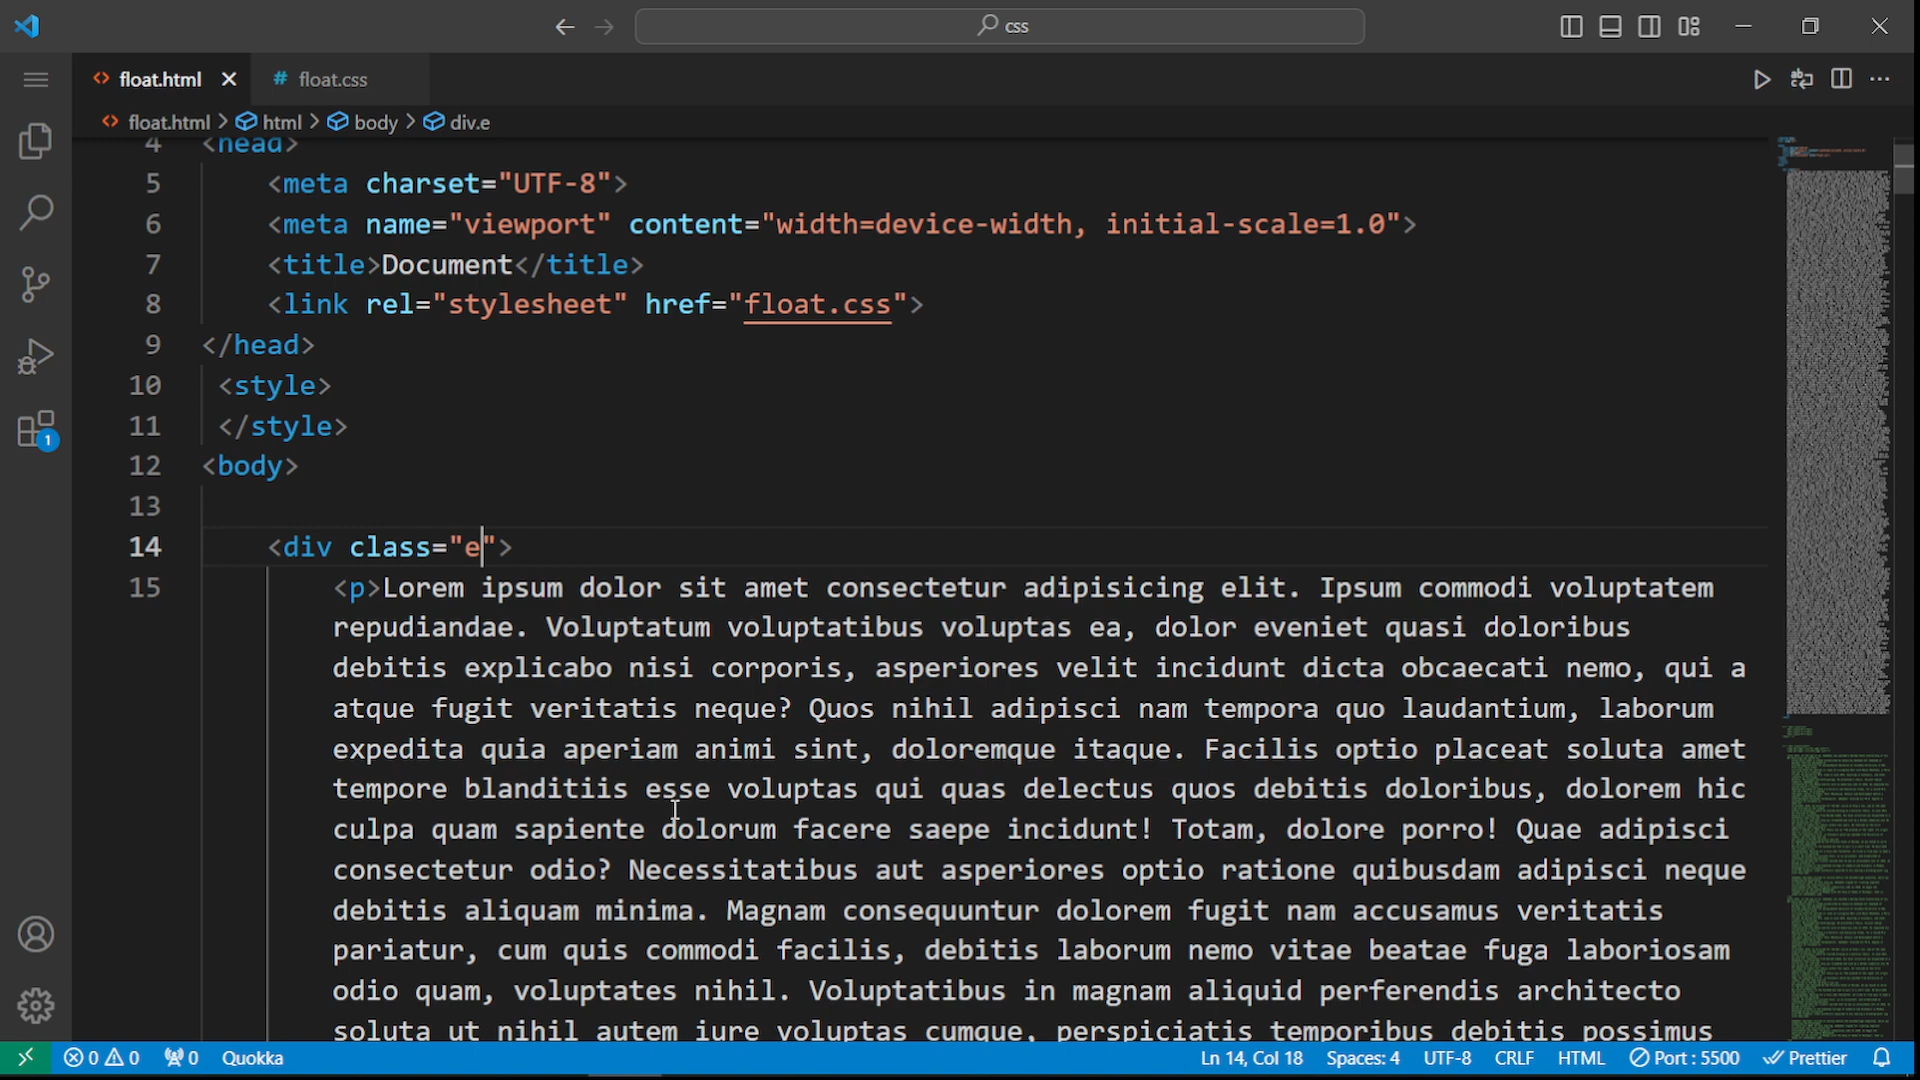 css
float.html
# float.css
float.html > html > body > div.e
4 <head>
5 <meta charset="UTF-8">
6 <meta name="viewport" content="width=device-width, initial-scale=1.0">
7 <title>Document</title>
8 <link rel="stylesheet" href="float.css">
9 </head>
10 <style>
11 </style>
12 <body>
13
14 <div class="e">
15 <p>Lorem ipsum dolor sit amet consectetur adipisicing elit. Ipsum commodi voluptatem
repudiandae. Voluptatum voluptatibus voluptas ea, dolor eveniet quasi doloribus
debitis explicabo nisi corporis, asperiores velit incidunt dicta obcaecati nemo, qui a
atque fugit veritatis neque? Quos nihil adipisci nam tempora quo laudantium, laborum
expedita quia aperiam animi sint, doloremque itaque. Facilis optio placeat soluta amet
tempore blanditiis esse voluptas qui quas delectus quos debitis doloribus, dolorem hic
culpa quam sapiente dolorum facere saepe incidunt! Totam, dolore porro! Quae adipisci
consectetur odio? Necessitatibus aut asperiores optio ratione quibusdam adipisci neque
debitis aliquam minima. Magnam consequuntur dolorem fugit nam accusamus veritatis
pariatur, cum quis commodi facilis, debitis laborum nemo vitae beatae fuga laboriosam
odio quam, voluptates nihil. Voluptatibus in magnam aliquid perferendis architecto
soluta ut nihil autem iure voluptas cumque, perspiciatis temporibus debitis possimus
1
0 0 0 Quokka Ln 14, Col 18 Spaces: 4 UTF-8 CRLF HTML Port : 5500 Prettier